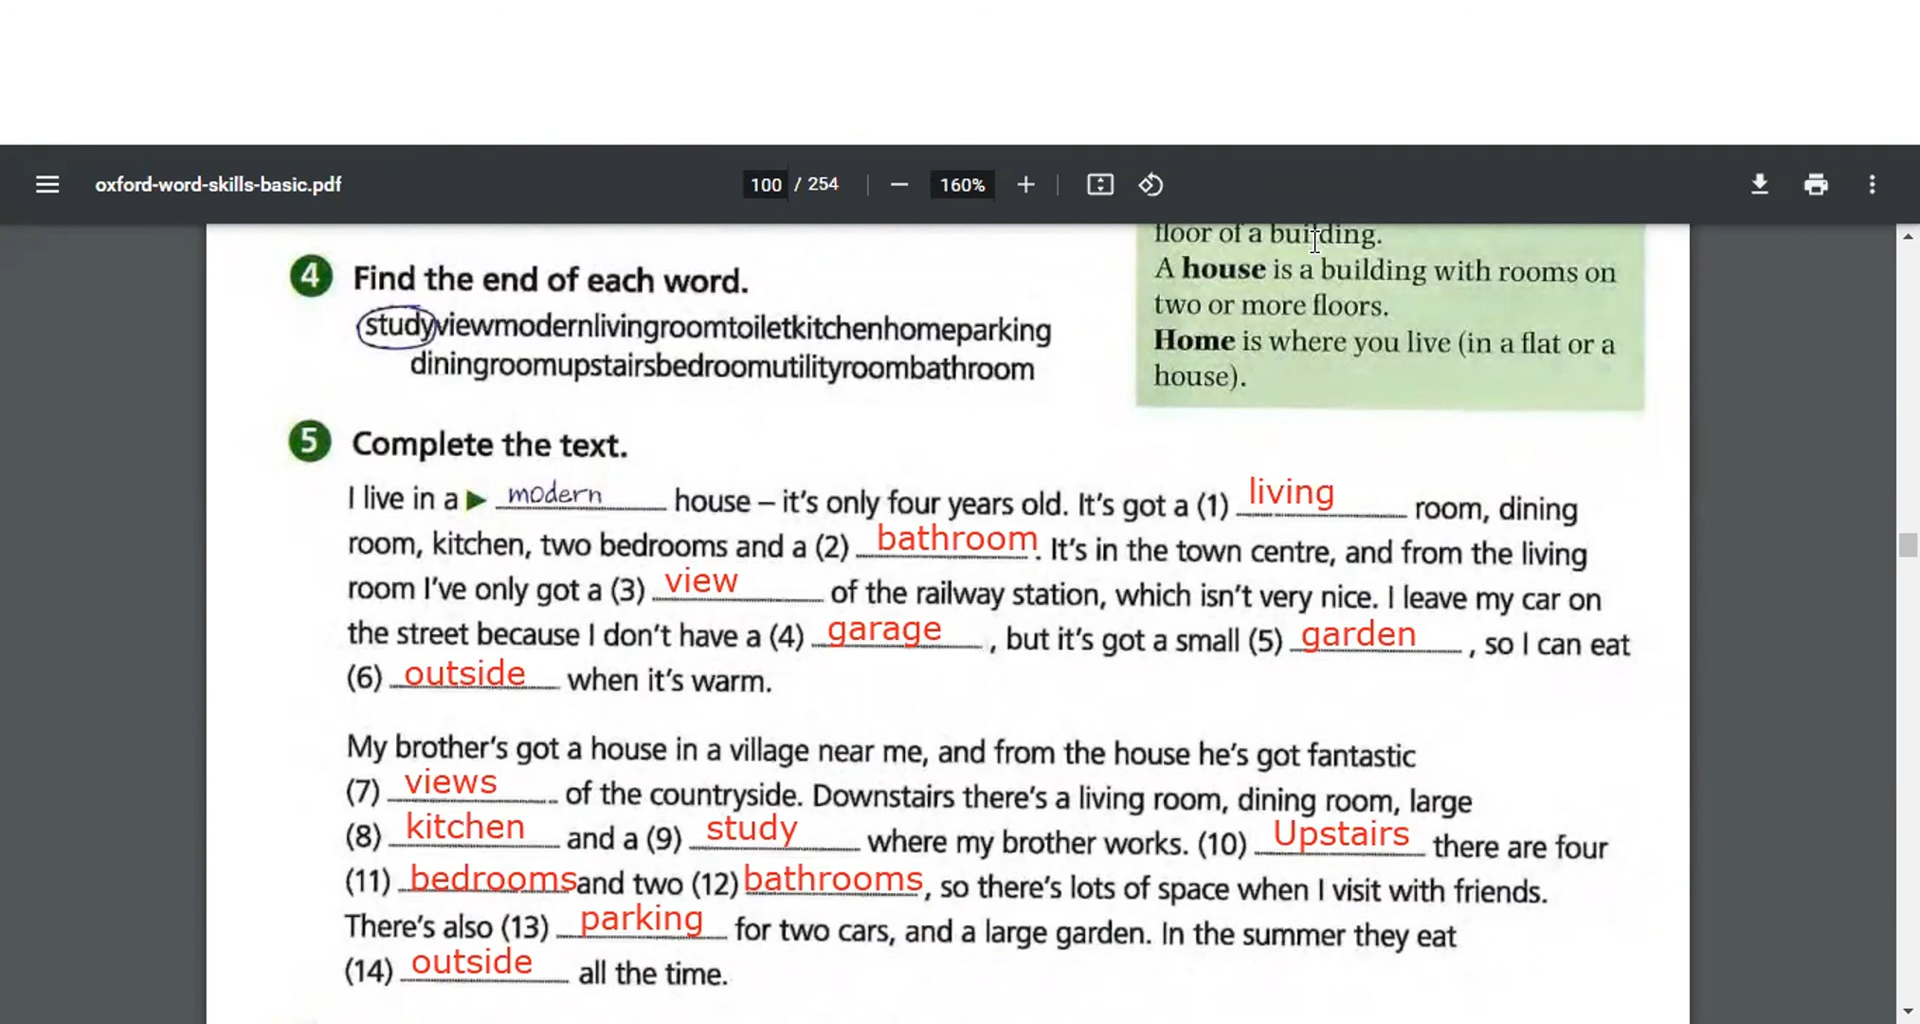 oxford-word-skills-basic.pdf 100 / 254 160%
floor of a building.
A house is a building with rooms on
two or more floors.
Home is where you live (in a flat or a
house).
4 Find the end of each word.
studyviewmodernlivingroomtoiletkitchenhomeparking
diningroomupstairsbedroomutilityroombathroom
5 Complete the text.
I live in a ► modern house – it's only four years old. It's got a (1) living room, dining
room, kitchen, two bedrooms and a (2) bathroom. It's in the town centre, and from the living
room I've only got a (3) view of the railway station, which isn't very nice. I leave my car on
the street because I don't have a (4) garage, but it's got a small (5) garden, so I can eat
(6) outside when it's warm.
My brother's got a house in a village near me, and from the house he's got fantastic
(7) views of the countryside. Downstairs there's a living room, dining room, large
(8) kitchen and a (9) study where my brother works. (10) Upstairs there are four
(11) bedrooms and two (12) bathrooms, so there's lots of space when I visit with friends.
There's also (13) parking for two cars, and a large garden. In the summer they eat
(14) outside all the time.